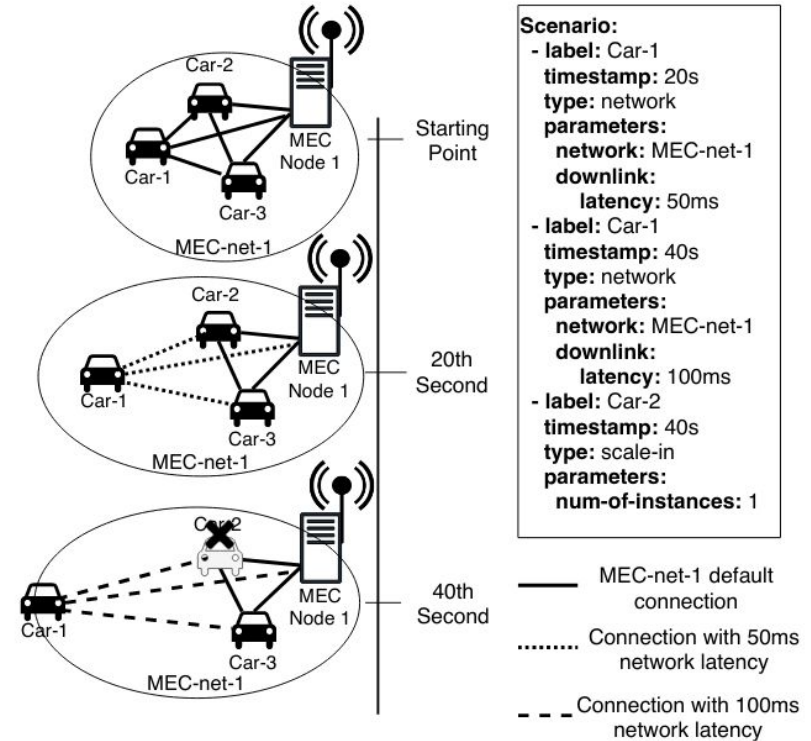 Car-2
Car-1
Car-3
MEC
Node 1
MEC-net-1
Starting
Point
Car-2
Car-1
Car-3
MEC
Node 1
MEC-net-1
20th
Second
Car-2
Car-1
Car-3
MEC
Node 1
MEC-net-1
40th
Second
Scenario:
- label: Car-1
timestamp: 20s
type: network
parameters:
network: MEC-net-1
downlink:
latency: 50ms
- label: Car-1
timestamp: 40s
type: network
parameters:
network: MEC-net-1
downlink:
latency: 100ms
- label: Car-2
timestamp: 40s
type: scale-in
parameters:
num-of-instances: 1
MEC-net-1 default
connection
Connection with 50ms
network latency
Connection with 100ms
network latency